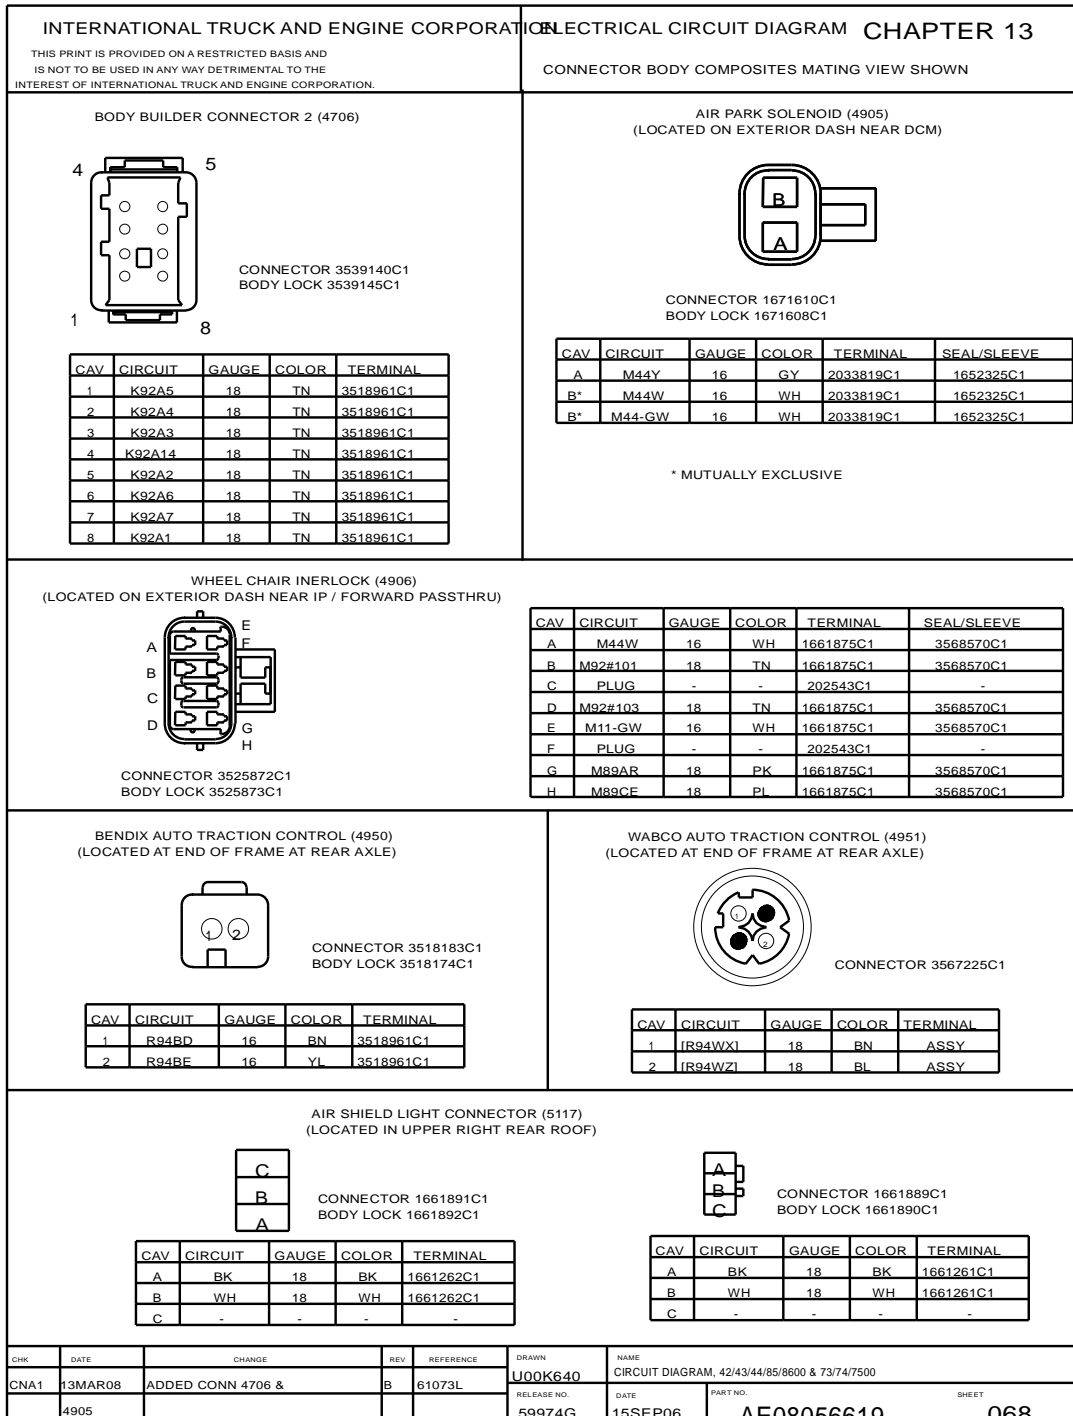 INTERNATIONAL TRUCK AND ENGINE CORPORATION
THIS PRINT IS PROVIDED ON A RESTRICTED BASIS AND
IS NOT TO BE USED IN ANY WAY DETRIMENTAL TO THE
INTEREST OF INTERNATIONAL TRUCK AND ENGINE CORPORATION.
ELECTRICAL CIRCUIT DIAGRAM CHAPTER 13
CONNECTOR BODY COMPOSITES MATING VIEW SHOWN
BODY BUILDER CONNECTOR 2 (4706)
4 5
1 8
CONNECTOR 3539140C1
BODY LOCK 3539145C1
CAV CIRCUIT GAUGE COLOR TERMINAL
1 K92A5 18 TN 3518961C1
2 K92A4 18 TN 3518961C1
3 K92A3 18 TN 3518961C1
4 K92A14 18 TN 3518961C1
5 K92A2 18 TN 3518961C1
6 K92A6 18 TN 3518961C1
7 K92A7 18 TN 3518961C1
8 K92A1 18 TN 3518961C1
AIR PARK SOLENOID (4905)
(LOCATED ON EXTERIOR DASH NEAR DCM)
B
A
CONNECTOR 1671610C1
BODY LOCK 1671608C1
CAV CIRCUIT GAUGE COLOR TERMINAL SEAL/SLEEVE
A M44Y 16 GY 2033819C1 1652325C1
B* M44W 16 WH 2033819C1 1652325C1
B* M44-GW 16 WH 2033819C1 1652325C1
* MUTUALLY EXCLUSIVE
WHEEL CHAIR INERLOCK (4906)
(LOCATED ON EXTERIOR DASH NEAR IP / FORWARD PASSTHRU)
A E
B F
C G
D H
CONNECTOR 3525872C1
BODY LOCK 3525873C1
CAV CIRCUIT GAUGE COLOR TERMINAL SEAL/SLEEVE
A M44W 16 WH 1661875C1 3568570C1
B M92#101 18 TN 1661875C1 3568570C1
C PLUG - - 202543C1 -
D M92#103 18 TN 1661875C1 3568570C1
E M11-GW 16 WH 1661875C1 3568570C1
F PLUG - - 202543C1 -
G M89AR 18 PK 1661875C1 3568570C1
H M89CE 18 PL 1661875C1 3568570C1
BENDIX AUTO TRACTION CONTROL (4950)
(LOCATED AT END OF FRAME AT REAR AXLE)
1 2
CONNECTOR 3518183C1
BODY LOCK 3518174C1
CAV CIRCUIT GAUGE COLOR TERMINAL
1 R94BD 16 BN 3518961C1
2 R94BE 16 YL 3518961C1
WABCO AUTO TRACTION CONTROL (4951)
(LOCATED AT END OF FRAME AT REAR AXLE)
1
2
CONNECTOR 3567225C1
CAV CIRCUIT GAUGE COLOR TERMINAL
1 [R94WX] 18 BN ASSY
2 [R94WZ] 18 BL ASSY
AIR SHIELD LIGHT CONNECTOR (5117)
(LOCATED IN UPPER RIGHT REAR ROOF)
C
B
A
CONNECTOR 1661891C1
BODY LOCK 1661892C1
CAV CIRCUIT GAUGE COLOR TERMINAL
A BK 18 BK 1661262C1
B WH 18 WH 1661262C1
C - - - -
A
B
C
CONNECTOR 1661889C1
BODY LOCK 1661890C1
CAV CIRCUIT GAUGE COLOR TERMINAL
A BK 18 BK 1661261C1
B WH 18 WH 1661261C1
C - - - -
CHK DATE CHANGE REV REFERENCE
CNA1 13MAR08 ADDED CONN 4706 & B 61073L
4905
DRAWN
U00K640
NAME
CIRCUIT DIAGRAM, 42/43/44/85/8600 & 73/74/7500
RELEASE NO.
59974G
DATE
15SEP06
PART NO.
AE08056619
SHEET
068